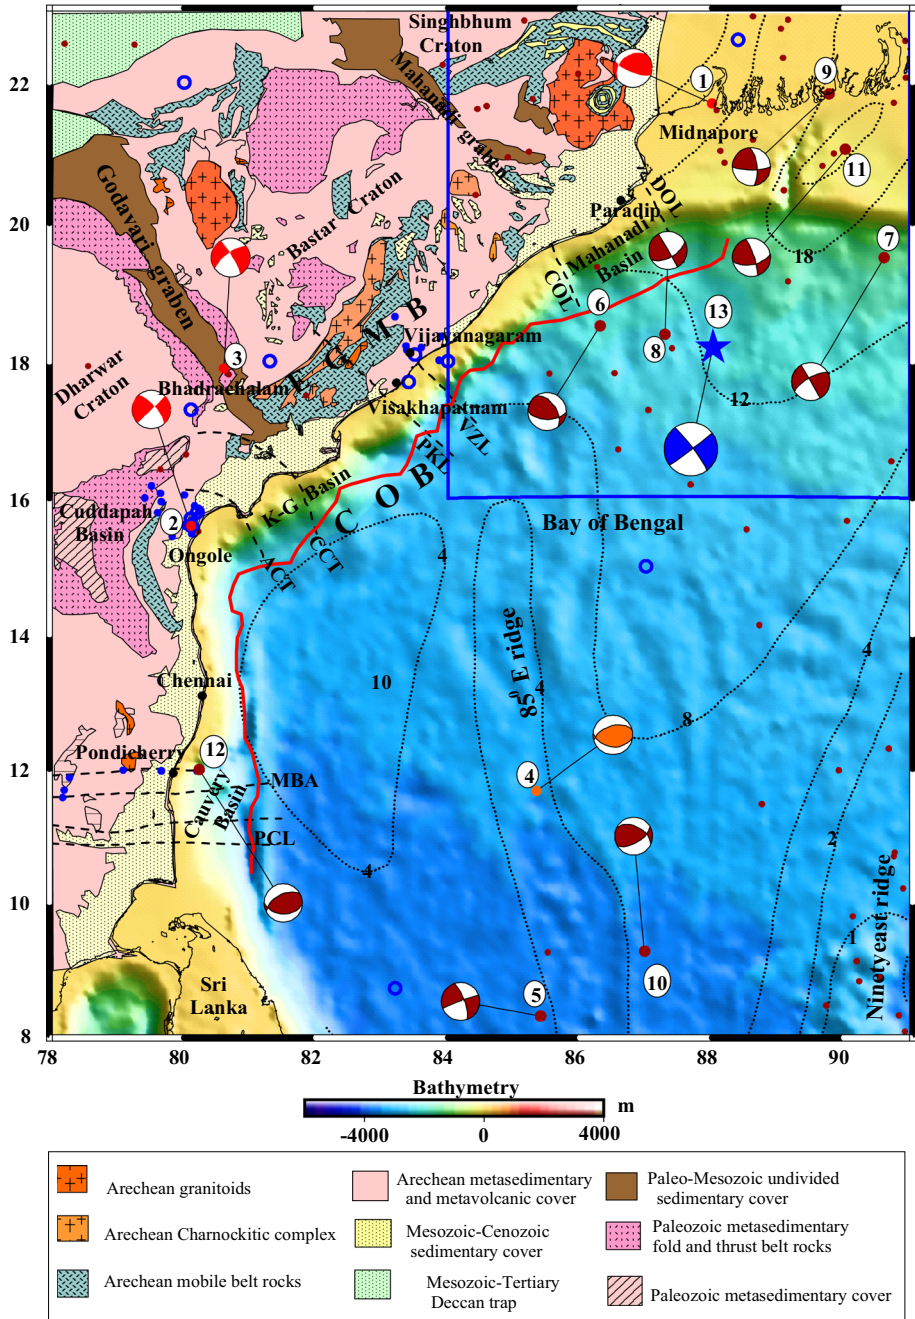 Singhbhum
Craton
Mahanadi graben
22
1
9
Midnapore
11
Godavari graben
Bastar Craton
DOL
Paradip
20
Mahanadi
Basin
COL
18
7
6
13
8
3
EGMB
Vijayanagaram
18
Dharwar
Craton
Bhadrachalam
12
Visakhapatnam
VZL
PKL
16
Cuddapah
Basin
2
Ongole
K-G Basin
COB
Bay of Bengal
ACT
CCT
4
14
10
85⁰ E ridge
4
4
Chennai
8
Pondicherry
12
12
MBA
4
Cauvery
Basin
PCL
2
4
10
Ninetyeast ridge
1
Sri
Lanka
5
10
8
78 80 82 84 86 88 90
Bathymetry
m
-4000 0 4000
Arechean granitoids
Arechean Charnockitic complex
Arechean mobile belt rocks
Arechean metasedimentary
and metavolcanic cover
Mesozoic-Cenozoic
sedimentary cover
Mesozoic-Tertiary
Deccan trap
Paleo-Mesozoic undivided
sedimentary cover
Paleozoic metasedimentary
fold and thrust belt rocks
Paleozoic metasedimentary cover